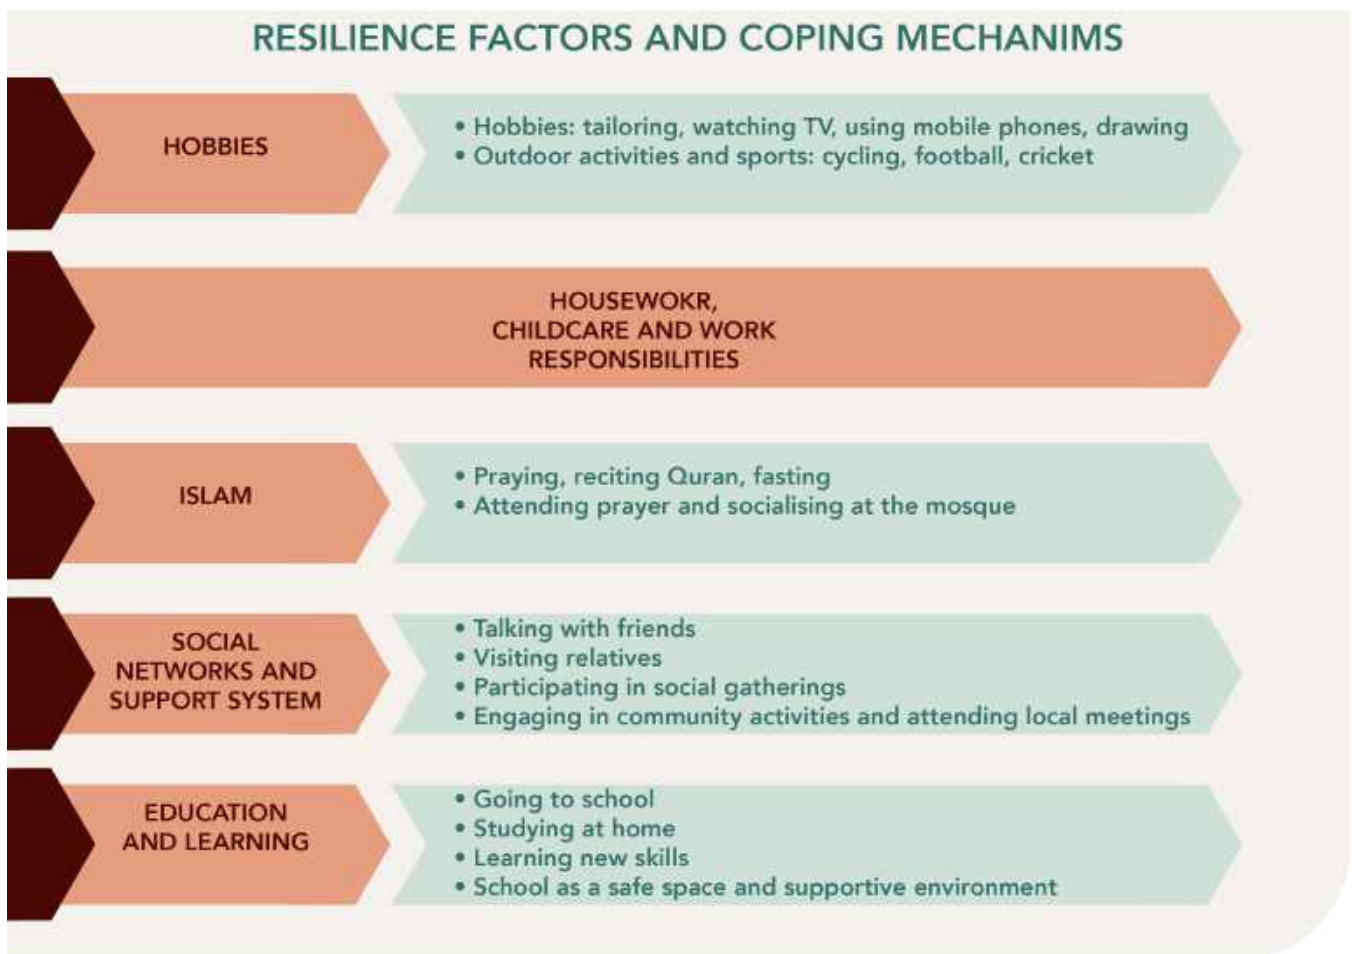 RESILIENCE FACTORS AND COPING MECHANIMS
HOBBIES
• Hobbies: tailoring, watching TV, using mobile phones, drawing
• Outdoor activities and sports: cycling, football, cricket
HOUSEWOKR,
CHILDCARE AND WORK
RESPONSIBILITIES
ISLAM
• Praying, reciting Quran, fasting
• Attending prayer and socialising at the mosque
SOCIAL
NETWORKS AND
SUPPORT SYSTEM
• Talking with friends
• Visiting relatives
• Participating in social gatherings
• Engaging in community activities and attending local meetings
EDUCATION
AND LEARNING
• Going to school
• Studying at home
• Learning new skills
• School as a safe space and supportive environment